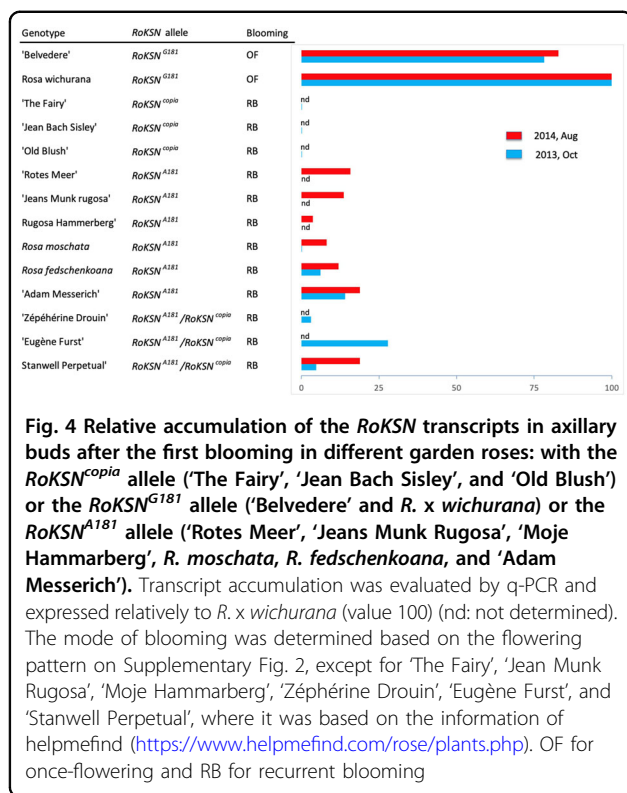 Genotype RoKSN allele Blooming
'Belvedere' RoKSN^G181 OF
Rosa wichurana RoKSN^G181 OF
'The Fairy' RoKSN^copia RB nd
'Jean Bach Sisley' RoKSN^copia RB nd
'Old Blush' RoKSN^copia RB nd
'Rotes Meer' RoKSN^A181 RB nd
'Jeans Munk rugosa' RoKSN^A181 RB nd
Rugosa Hammerberg' RoKSN^A181 RB nd
Rosa moschata RoKSN^A181 RB
Rosa fedschenkoana RoKSN^A181 RB
'Adam Messerich' RoKSN^A181 RB
'Zépéhérine Drouin' RoKSN^A181/RoKSN^copia RB nd
'Eugène Furst' RoKSN^A181/RoKSN^copia RB nd
Stanwell Perpetual' RoKSN^A181/RoKSN^copia RB
2014, Aug
2013, Oct
0 25 50 75 100
Fig. 4 Relative accumulation of the RoKSN transcripts in axillary
buds after the first blooming in different garden roses: with the
RoKSN^copia allele ('The Fairy', 'Jean Bach Sisley', and 'Old Blush')
or the RoKSN^G181 allele ('Belvedere' and R. x wichurana) or the
RoKSN^A181 allele ('Rotes Meer', 'Jeans Munk Rugosa', 'Moje
Hammarberg', R. moschata, R. fedschenkoana, and 'Adam
Messerich'). Transcript accumulation was evaluated by q-PCR and
expressed relatively to R. x wichurana (value 100) (nd: not determined).
The mode of blooming was determined based on the flowering
pattern on Supplementary Fig. 2, except for 'The Fairy', 'Jean Munk
Rugosa', 'Moje Hammarberg', 'Zéphérine Drouin', 'Eugène Furst', and
'Stanwell Perpetual', where it was based on the information of
helpmefind (https://www.helpmefind.com/rose/plants.php). OF for
once-flowering and RB for recurrent blooming